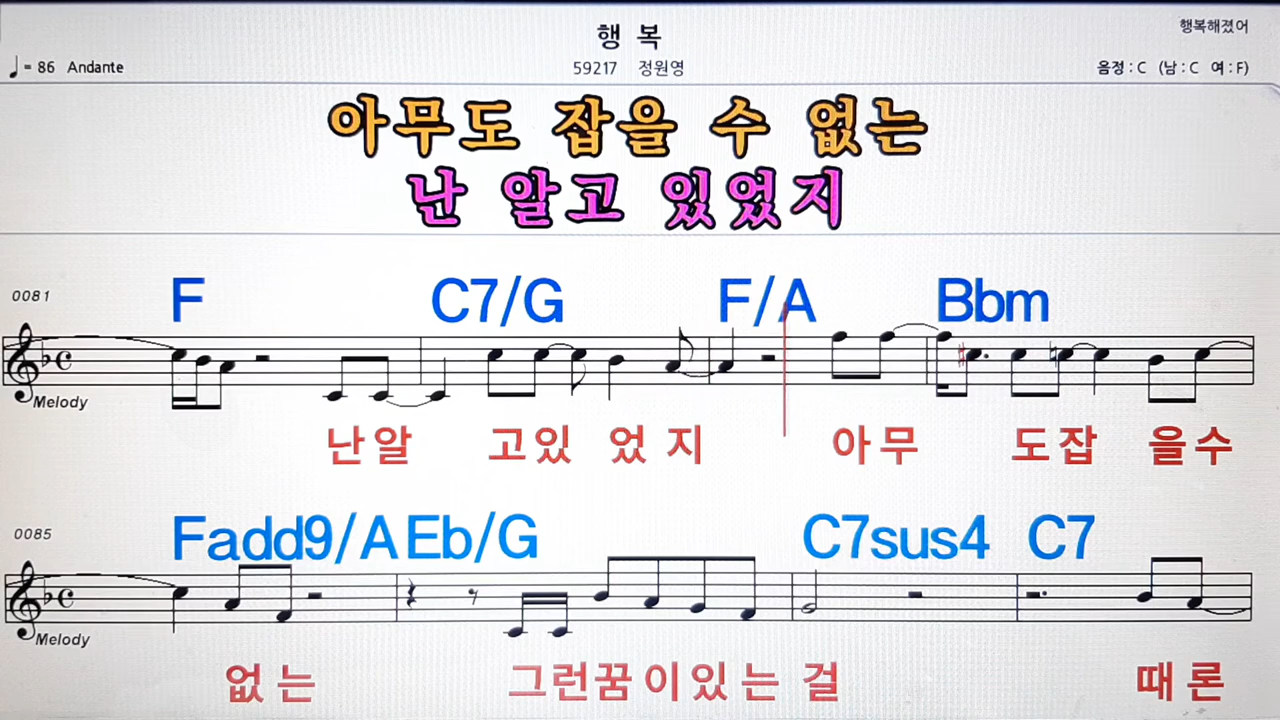 행복해졌어
행 복
♩= 86 Andante
59217 정원영
음정 : C (남 : C 여 : F)
아무도 잡을 수 없는
난 알고 있었지
0081
F C7/G F/A Bbm
Melody
난알 고있 었 지 아무 도잡 을수
0085
Fadd9/A Eb/G C7sus4 C7
Melody
없는 그런꿈이있는 걸 때론